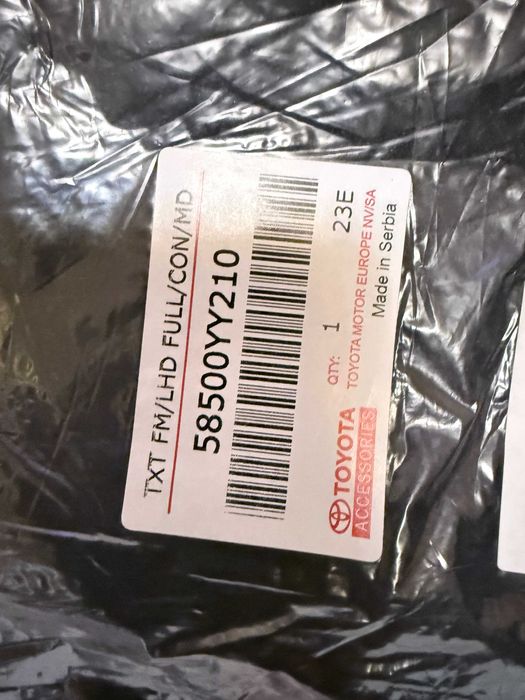 TXT FM/LHD FULL/CON/MD
58500YY210
QTY: 1 23E
TOYOTA TOYOTA MOTOR EUROPE NV/SA
ACCESSORIES Made in Serbia